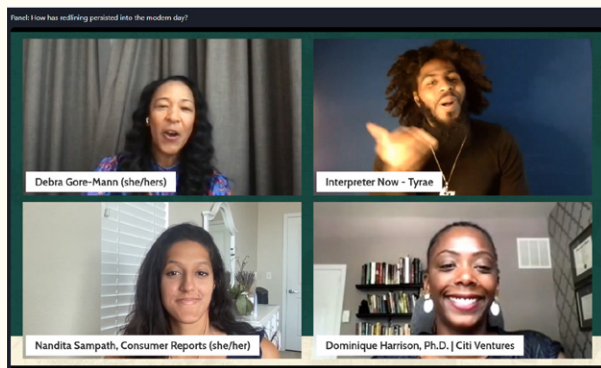 Panel: How has redlining persisted into the modern day?
Debra Gore-Mann (she/hers)
Interpreter Now - Tyrae
Nandita Sampath, Consumer Reports (she/her)
Dominique Harrison, Ph.D. | Citi Ventures